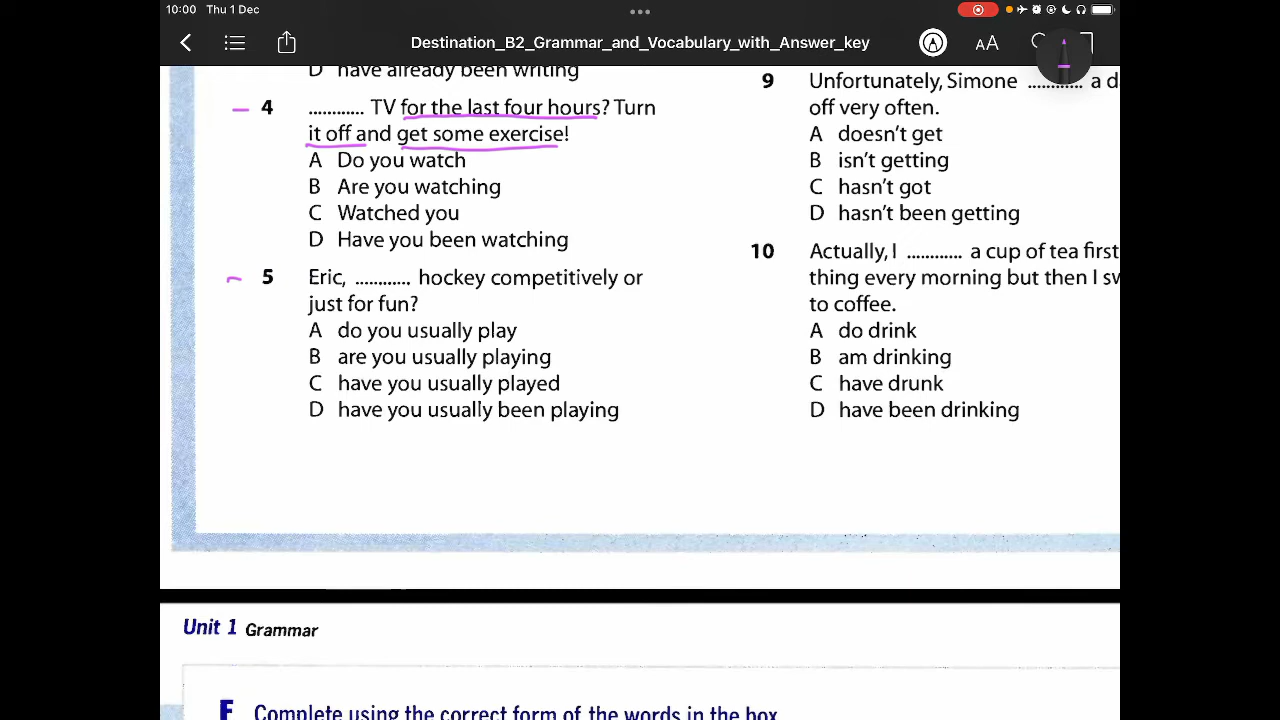 10:00 Thu 1 Dec
Destination_B2_Grammar_and_Vocabulary_with_Answer_key
AA
D have already been writing
4 ............ TV for the last four hours? Turn
it off and get some exercise!
A Do you watch
B Are you watching
C Watched you
D Have you been watching
5 Eric, ............ hockey competitively or
just for fun?
A do you usually play
B are you usually playing
C have you usually played
D have you usually been playing
9 Unfortunately, Simone ............ a d
off very often.
A doesn't get
B isn't getting
C hasn't got
D hasn't been getting
10 Actually, I ............ a cup of tea first
thing every morning but then I sw
to coffee.
A do drink
B am drinking
C have drunk
D have been drinking
Unit 1 Grammar
E Complete using the correct form of the words in the box